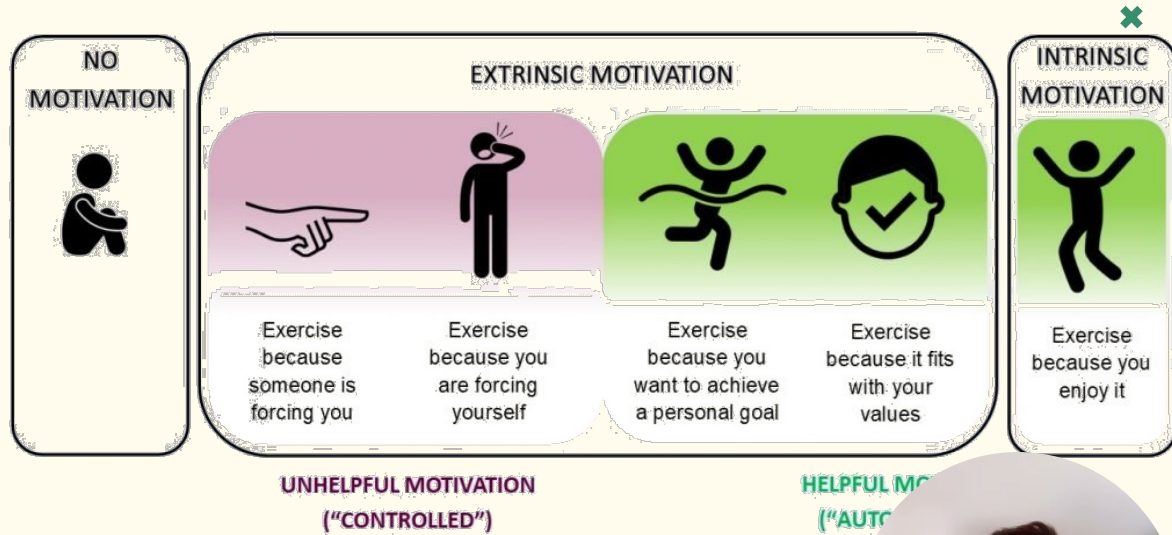 NO
MOTIVATION
EXTRINSIC MOTIVATION
INTRINSIC
MOTIVATION
Exercise
because
someone is
forcing you
Exercise
because you
are forcing
yourself
Exercise
because you
want to achieve
a personal goal
Exercise
because it fits
with your
values
Exercise
because you
enjoy it
UNHELPFUL MOTIVATION
("CONTROLLED")
HELPFUL